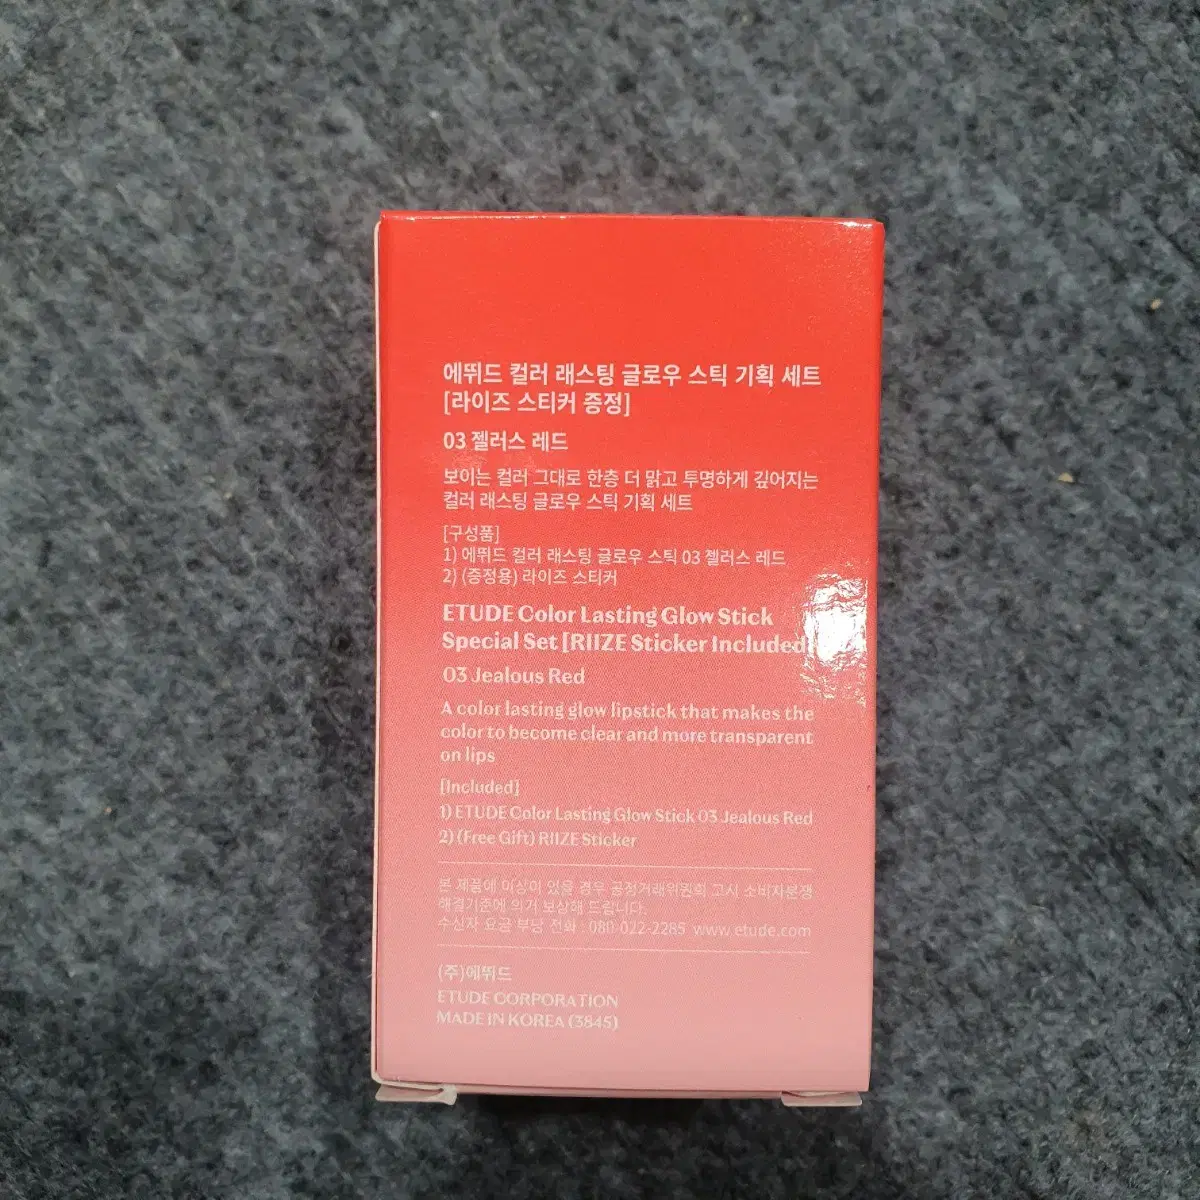 에뛰드 컬러 래스팅 글로우 스틱 기획 세트
[라이즈 스티커 증정]
03 젤러스 레드
보이는 컬러 그대로 한층 더 맑고 투명하게 깊어지는
컬러 래스팅 글로우 스틱 기획 세트
[구성품]
1) 에뛰드 컬러 래스팅 글로우 스틱 03 젤러스 레드
2) (증정용) 라이즈 스티커
ETUDE Color Lasting Glow Stick
Special Set [RIIZE Sticker Included]
03 Jealous Red
A color lasting glow lipstick that makes the
color to become clear and more transparent
on lips
[Included]
1) ETUDE Color Lasting Glow Stick 03 Jealous Red
2) (Free Gift) RIIZE Sticker
본 제품에 이상이 있을 경우 공정거래위원회 고시 소비자분쟁
해결기준에 의거 보상해 드립니다.
수신자 요금 부담 전화 : 080-022-2285 www.etude.com
(주)에뛰드
ETUDE CORPORATION
MADE IN KOREA (3845)